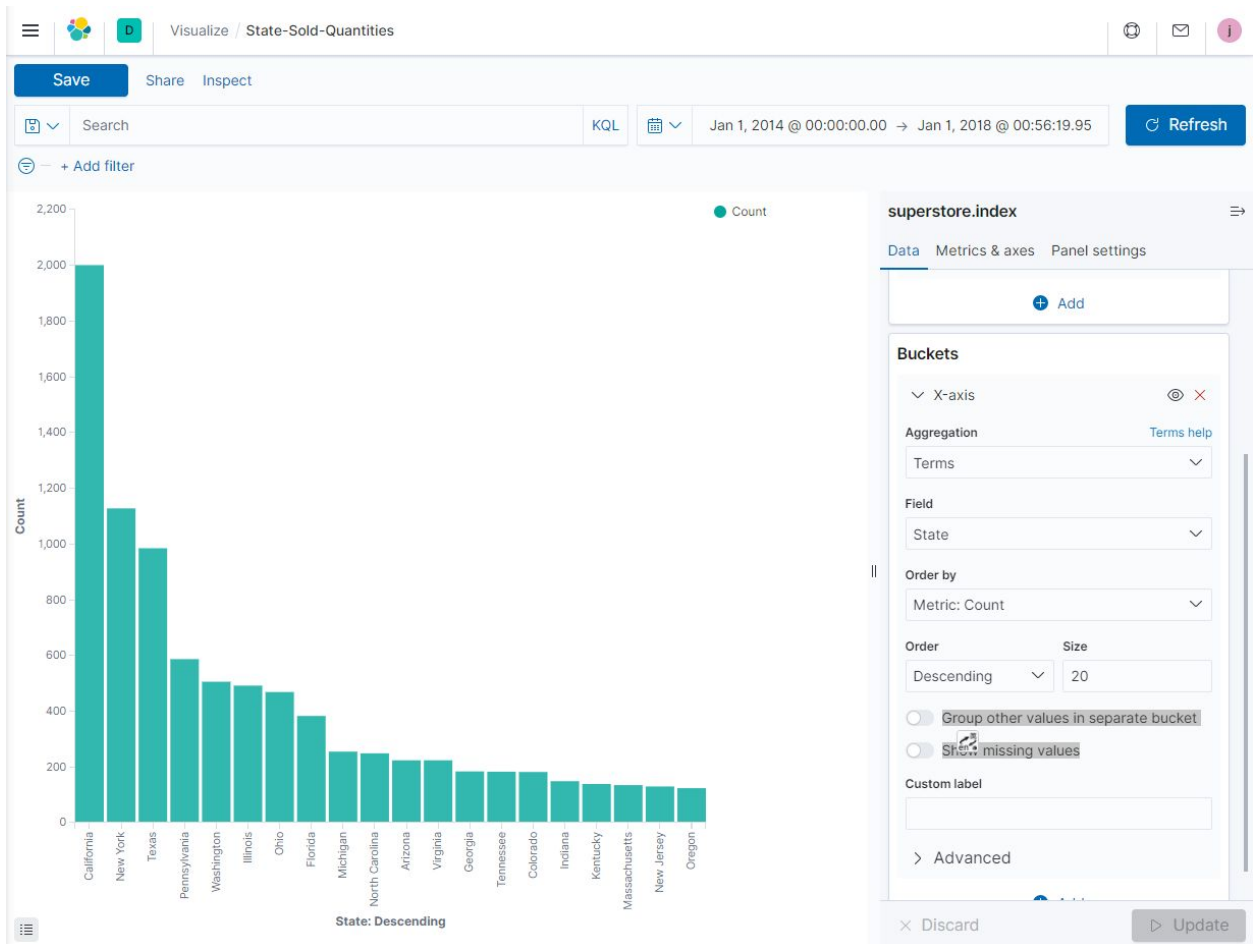 D
Visualize / State-Sold-Quantities
j
Save Share Inspect
Search KQL Jan 1, 2014 @ 00:00:00.00 → Jan 1, 2018 @ 00:56:19.95 Refresh
+ Add filter
2,200
2,000
1,800
1,600
1,400
1,200
1,000
800
600
400
200
0
Count
Count
California
New York
Texas
Pennsylvania
Washington
Illinois
Ohio
Florida
Michigan
North Carolina
Arizona
Virginia
Georgia
Tennessee
Colorado
Indiana
Kentucky
Massachusetts
New Jersey
Oregon
State: Descending
superstore.index
Data Metrics & axes Panel settings
Add
Buckets
X-axis
Aggregation Terms help
Terms
Field
State
Order by
Metric: Count
Order Size
Descending 20
Group other values in separate bucket
Show missing values
Custom label
Advanced
Discard Update